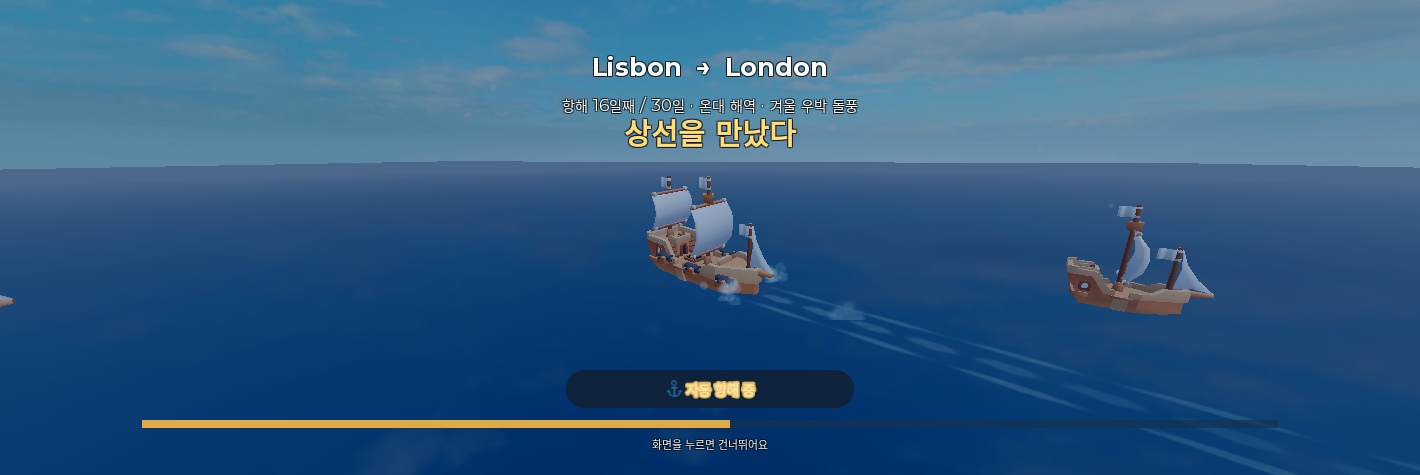 Lisbon → London
항해 16일째 / 30일 · 온대 해역 · 겨울 우박 돌풍
상선을 만났다
⚓ 자동 항해 중
화면을 누르면 건너뛰어요